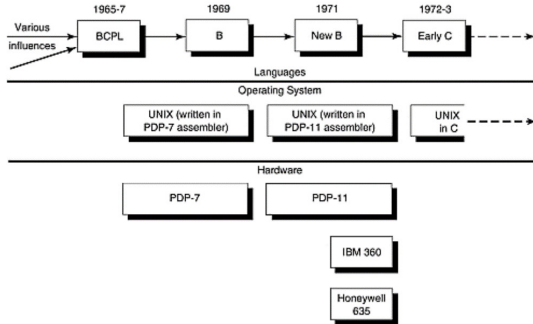 1965-7 1969 1971 1972-3
Various
influences
BCPL B New B Early C
Languages
Operating System
UNIX (written in UNIX (written in UNIX
PDP-7 assembler) PDP-11 assembler) in C
Hardware
PDP-7 PDP-11
IBM 360
Honeywell
635